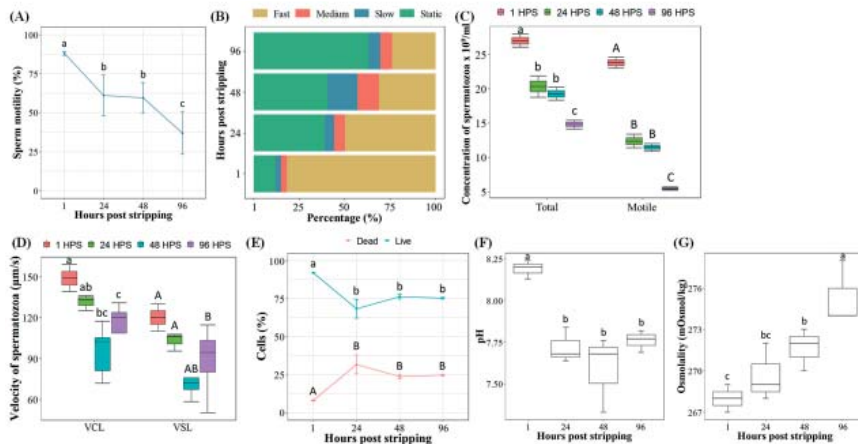 (A)
Sperm motility (%)
100
75
50
25
0
a
b
b
c
1 24 48 96
Hours post stripping
(B)
Fast Medium Slow Static
Hours post stripping
96
48
24
1
1 25 50 75 100
Percentage (%)
(C)
1 HPS 24 HPS 48 HPS 96 HPS
Concentration of spermatozoa x 10⁹/ml
25
20
15
10
5
a
b
b
c
A
B
B
C
Total Motile
(D)
1 HPS 24 HPS 48 HPS 96 HPS
Velocity of spermatozoa (μm/s)
150
120
90
60
a
ab
bc
c
A
A
AB
B
VCL VSL
(E)
Dead Live
Cells (%)
100
75
50
25
0
a
b
b
b
A
B
B
B
1 24 48 96
Hours post stripping
(F)
pH
8.25
8.00
7.75
7.50
a
b
b
b
1 24 48 96
Hours post stripping
(G)
Osmolality (mOsmol/kg)
276
273
270
267
c
bc
b
a
1 24 48 96
Hours post stripping